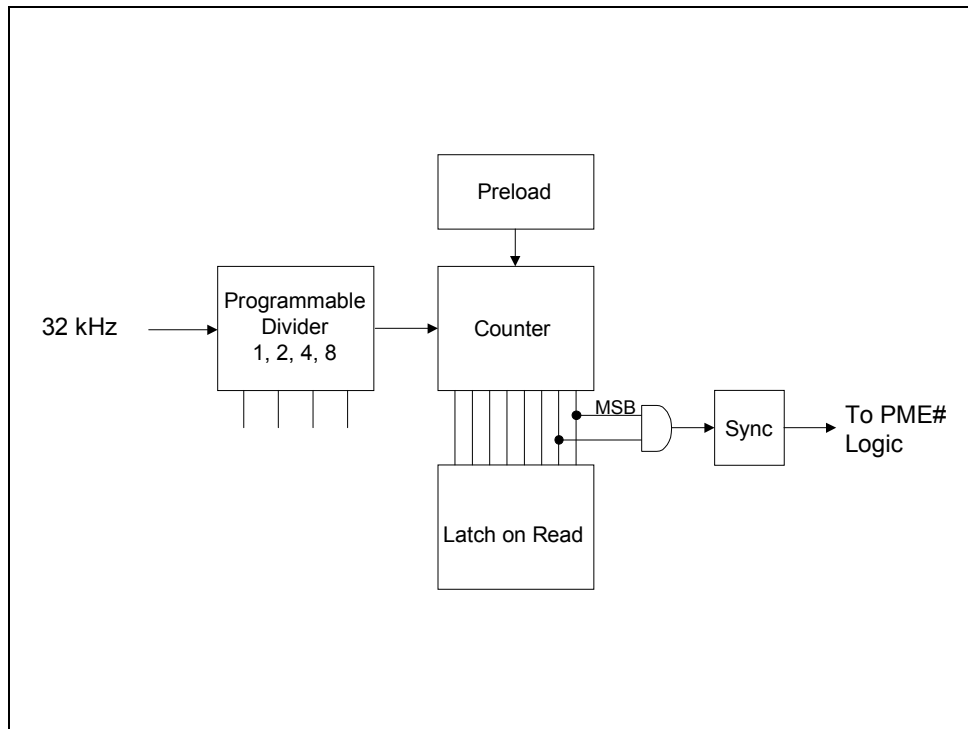 Preload
Programmable
Divider
1, 2, 4, 8
32 kHz
Counter
MSB
Sync
To PME#
Logic
Latch on Read